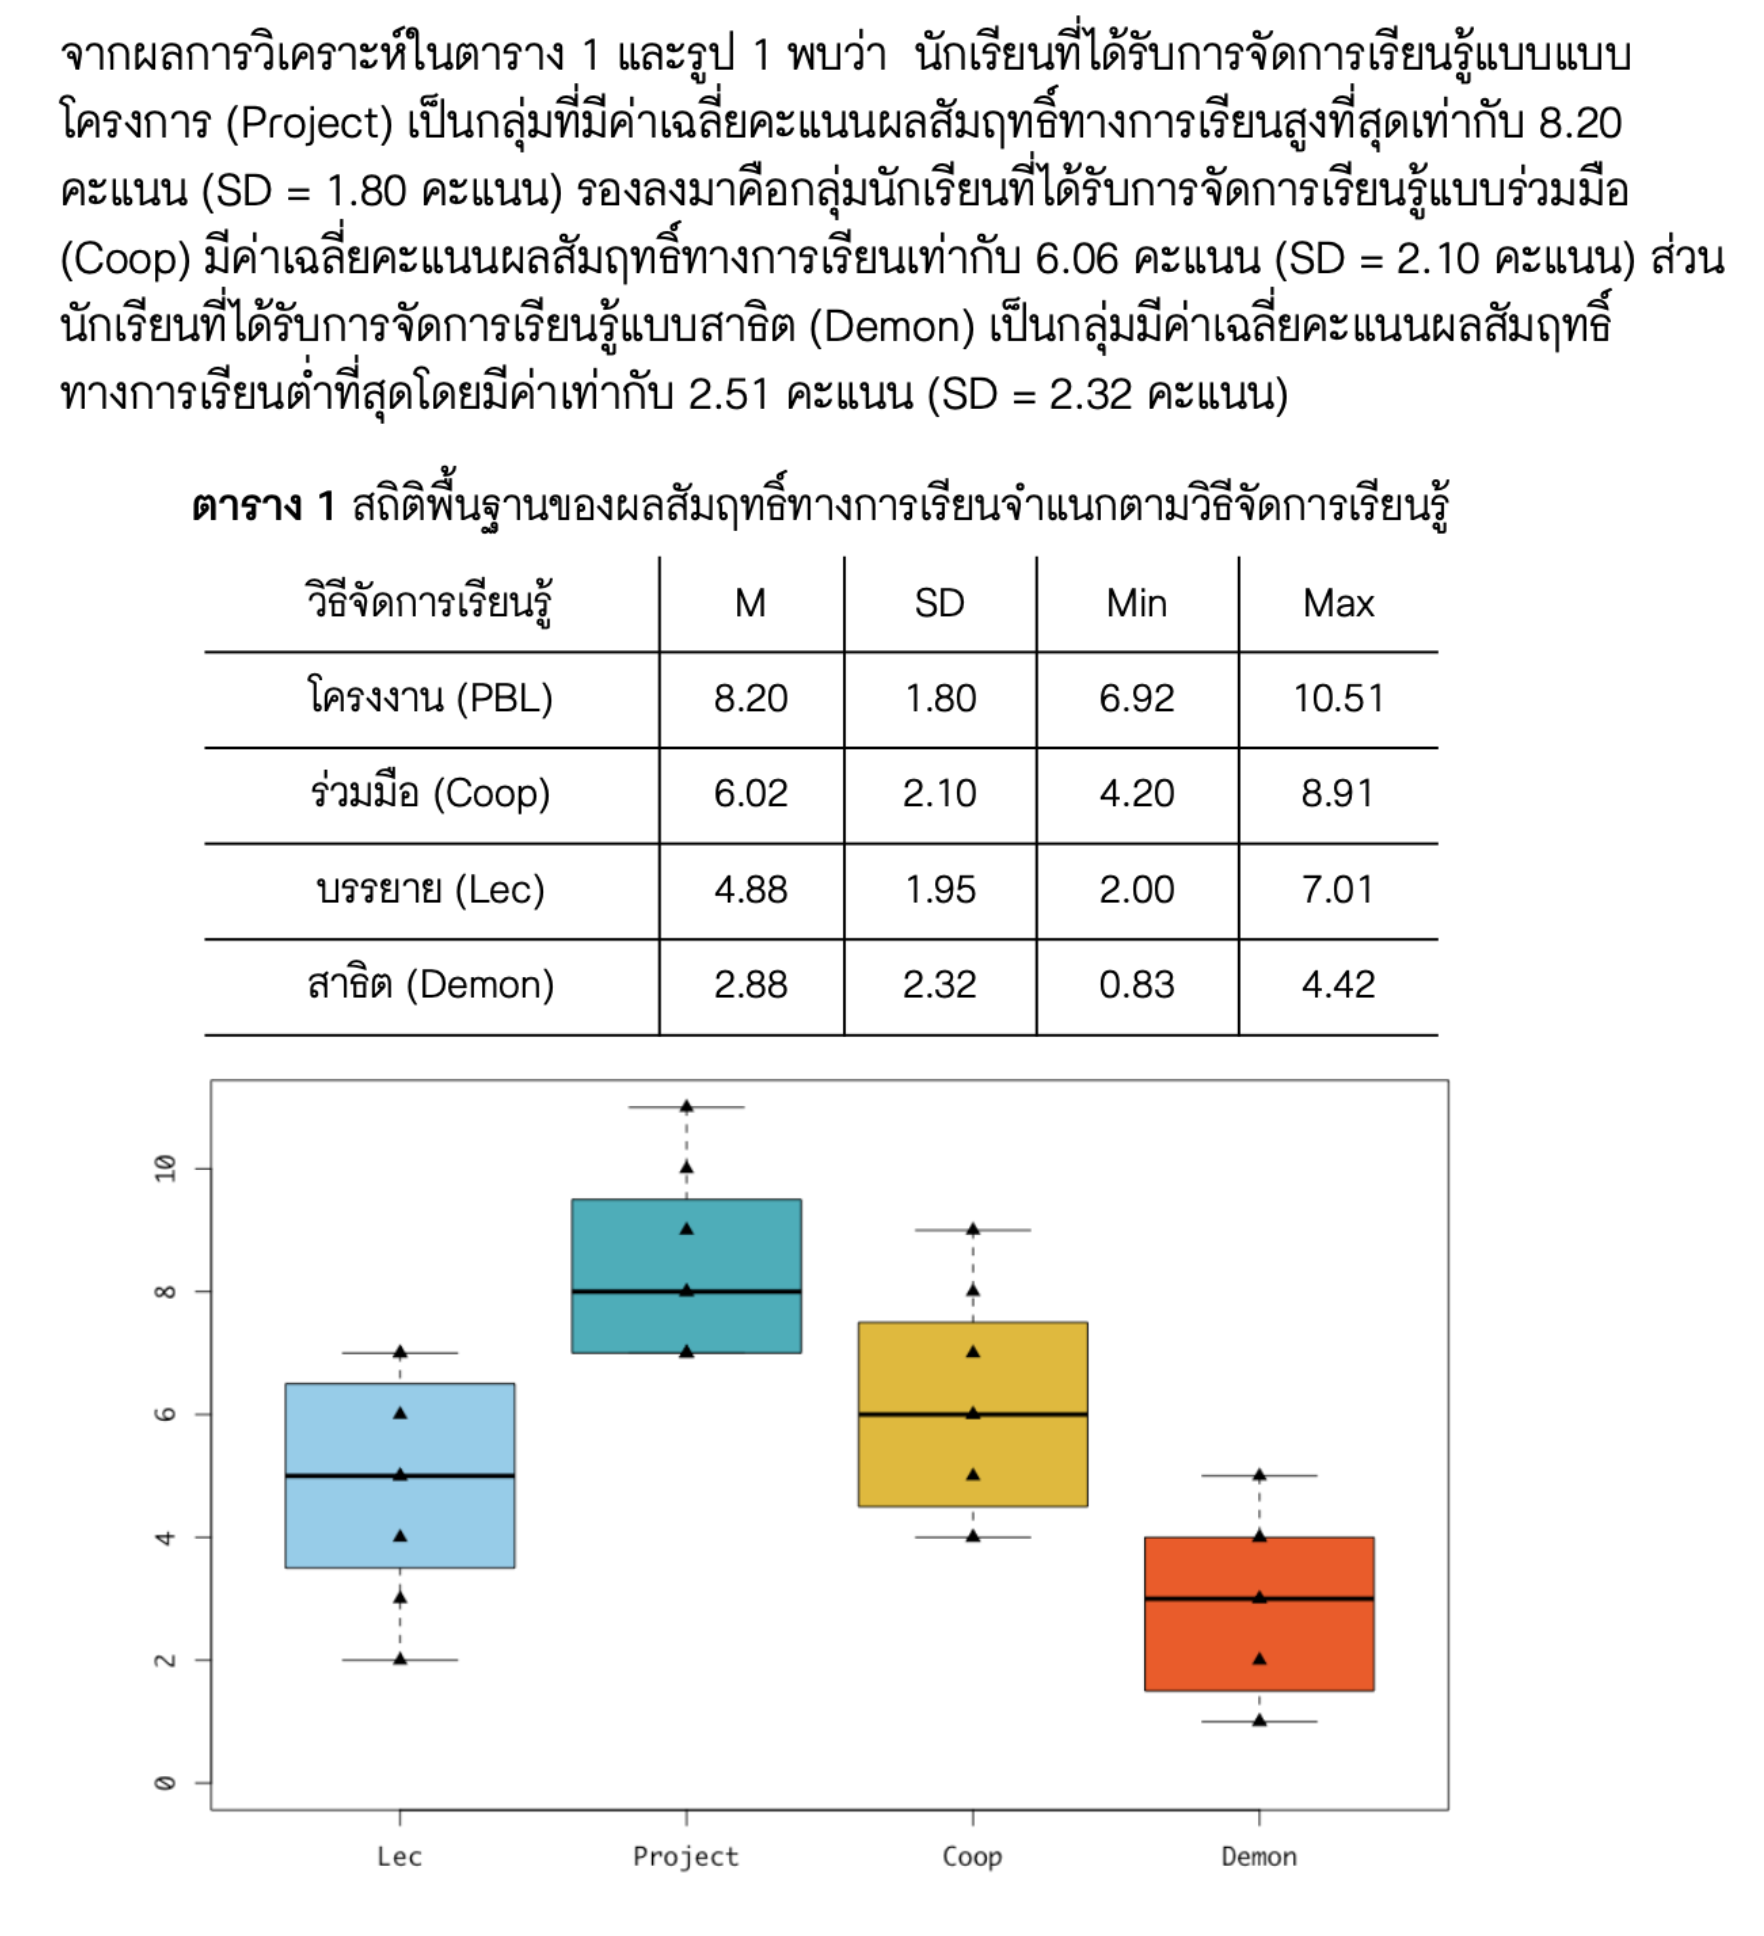 จากผลการวิเคราะห์ในตาราง 1 และรูป 1 พบว่า นักเรียนที่ได้รับการจัดการเรียนรู้แบบแบบ
โครงการ (Project) เป็นกลุ่มที่มีค่าเฉลี่ยคะแนนผลสัมฤทธิ์ทางการเรียนสูงที่สุดเท่ากับ 8.20
คะแนน (SD = 1.80 คะแนน) รองลงมาคือกลุ่มนักเรียนที่ได้รับการจัดการเรียนรู้แบบร่วมมือ
(Coop) มีค่าเฉลี่ยคะแนนผลสัมฤทธิ์ทางการเรียนเท่ากับ 6.06 คะแนน (SD = 2.10 คะแนน) ส่วน
นักเรียนที่ได้รับการจัดการเรียนรู้แบบสาธิต (Demon) เป็นกลุ่มมีค่าเฉลี่ยคะแนนผลสัมฤทธิ์
ทางการเรียนต่ำที่สุดโดยมีค่าเท่ากับ 2.51 คะแนน (SD = 2.32 คะแนน)
ตาราง 1 สถิติพื้นฐานของผลสัมฤทธิ์ทางการเรียนจำแนกตามวิธีจัดการเรียนรู้
วิธีจัดการเรียนรู้ M SD Min Max
โครงงาน (PBL) 8.20 1.80 6.92 10.51
ร่วมมือ (Coop) 6.02 2.10 4.20 8.91
บรรยาย (Lec) 4.88 1.95 2.00 7.01
สาธิต (Demon) 2.88 2.32 0.83 4.42
10
8
6
4
2
0
Lec Project Coop Demon